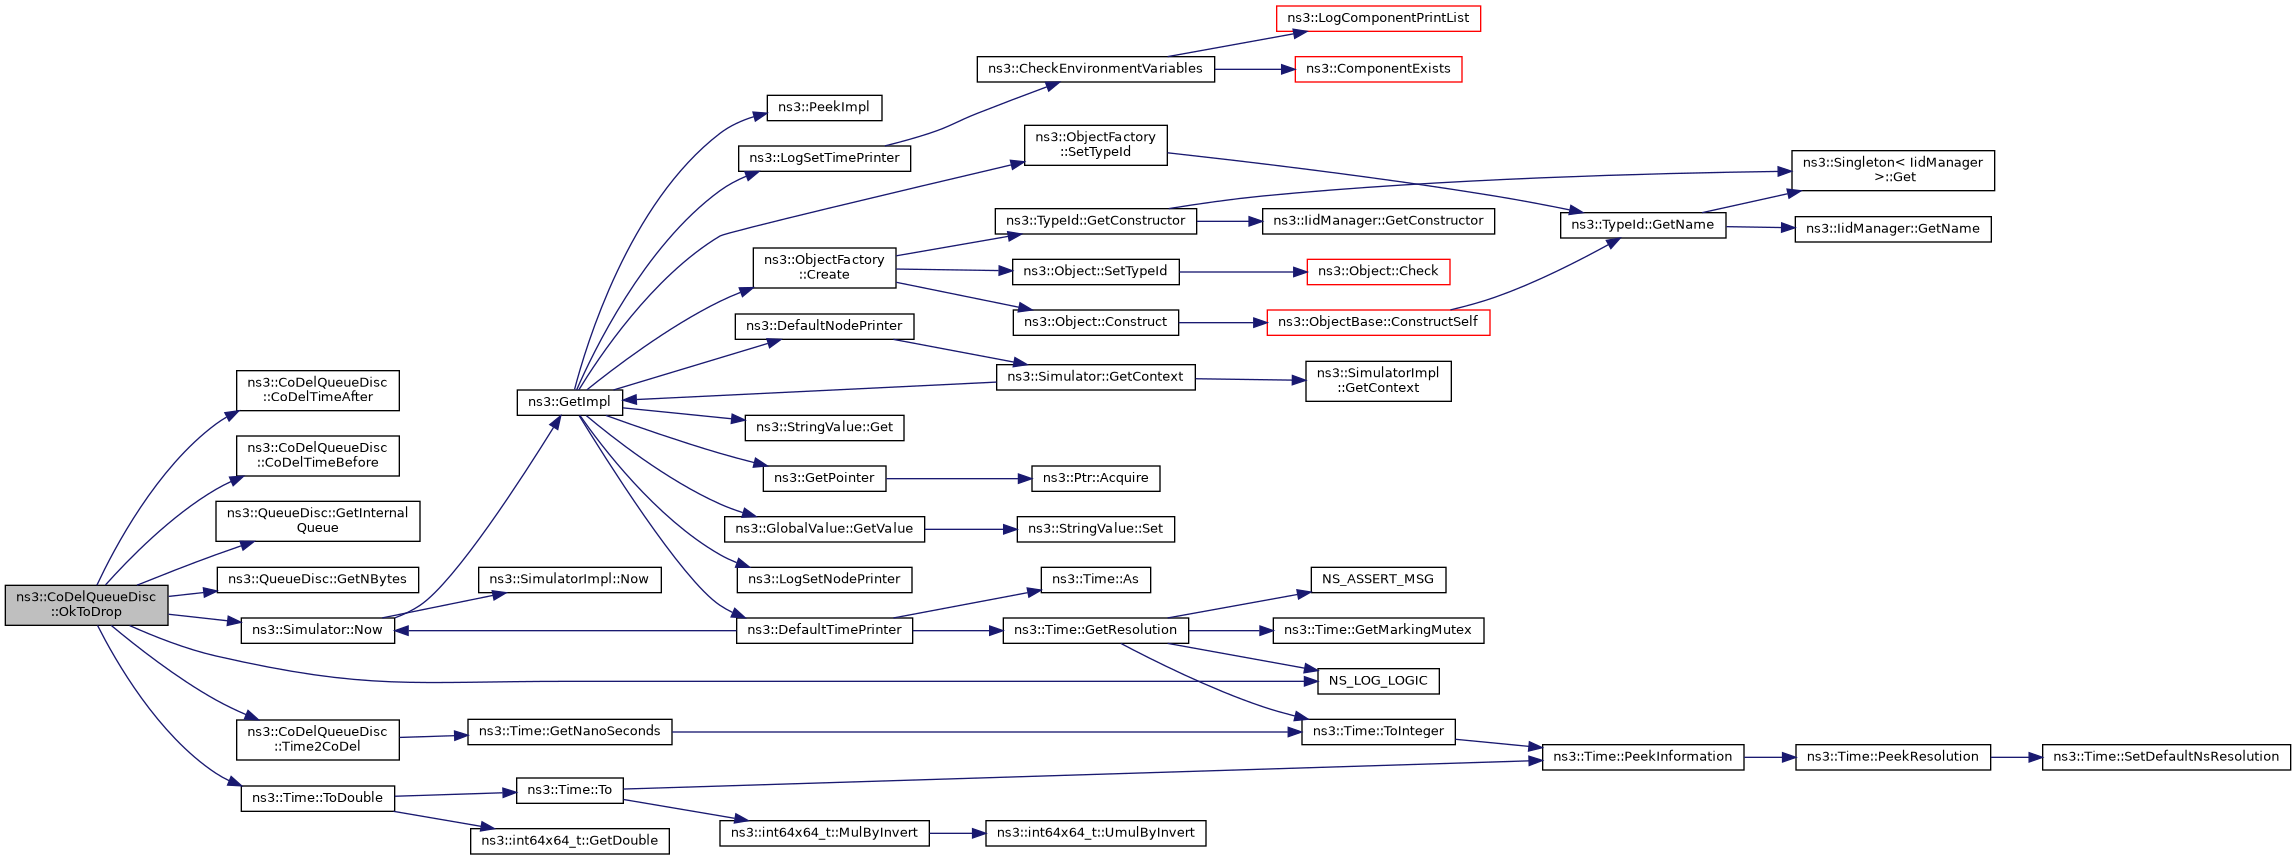 ns3::LogComponentPrintList
ns3::CheckEnvironmentVariables
ns3::ComponentExists
ns3::PeekImpl
ns3::ObjectFactory
::SetTypeId
ns3::LogSetTimePrinter
ns3::Singleton< IidManager
>::Get
ns3::TypeId::GetConstructor
ns3::IidManager::GetConstructor
ns3::TypeId::GetName
ns3::IidManager::GetName
ns3::ObjectFactory
::Create
ns3::Object::SetTypeId
ns3::Object::Check
ns3::Object::Construct
ns3::ObjectBase::ConstructSelf
ns3::DefaultNodePrinter
ns3::Simulator::GetContext
ns3::SimulatorImpl
::GetContext
ns3::CoDelQueueDisc
::CoDelTimeAfter
ns3::GetImpl
ns3::StringValue::Get
ns3::CoDelQueueDisc
::CoDelTimeBefore
ns3::GetPointer
ns3::Ptr::Acquire
ns3::QueueDisc::GetInternal
Queue
ns3::GlobalValue::GetValue
ns3::StringValue::Set
ns3::QueueDisc::GetNBytes
ns3::SimulatorImpl::Now
ns3::LogSetNodePrinter
ns3::Time::As
NS_ASSERT_MSG
ns3::CoDelQueueDisc
::OkToDrop
ns3::Simulator::Now
ns3::DefaultTimePrinter
ns3::Time::GetResolution
ns3::Time::GetMarkingMutex
NS_LOG_LOGIC
ns3::CoDelQueueDisc
::Time2CoDel
ns3::Time::GetNanoSeconds
ns3::Time::ToInteger
ns3::Time::PeekInformation
ns3::Time::PeekResolution
ns3::Time::SetDefaultNsResolution
ns3::Time::ToDouble
ns3::Time::To
ns3::int64x64_t::GetDouble
ns3::int64x64_t::MulByInvert
ns3::int64x64_t::UmulByInvert